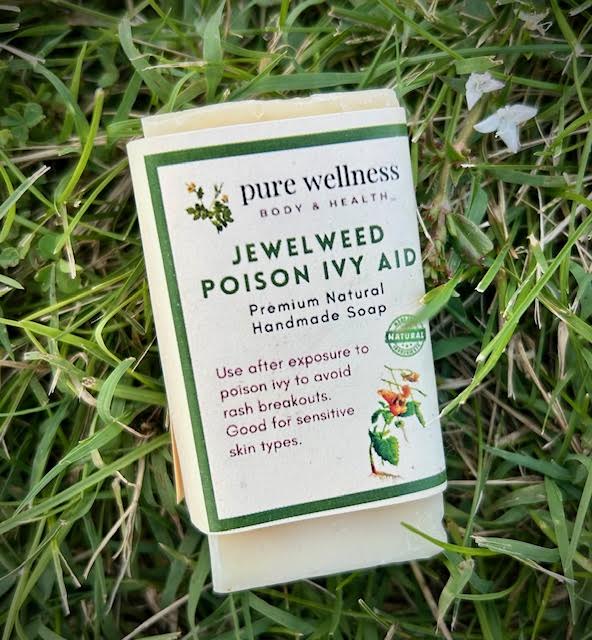 pure wellness
BODY & HEALTH
JEWELWEED
POISON IVY AID
Premium Natural
Handmade Soap
NATURAL
Use after exposure to
poison ivy to avoid
rash breakouts.
Good for sensitive
skin types.